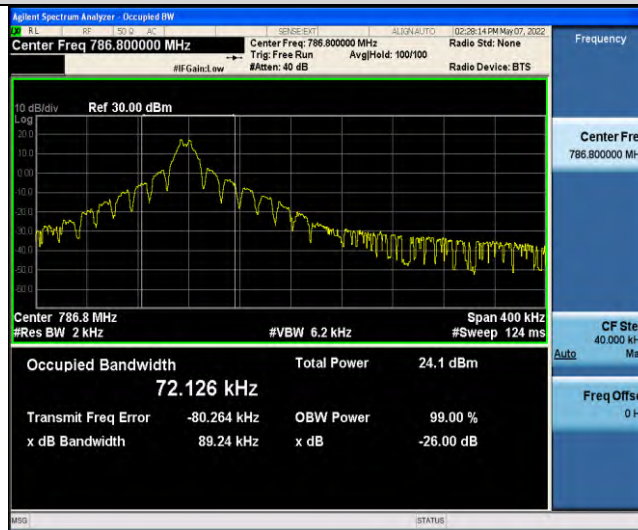 Agilent Spectrum Analyzer - Occupied BW
RL RF 50 Ω AC SENSE:EXT ALIGN AUTO 02:28:14 PM May 07, 2022
Center Freq 786.800000 MHz Center Freq: 786.800000 MHz Radio Std: None Frequency
Trig: Free Run Avg|Hold: 100/100
#IFGain:Low #Atten: 40 dB Radio Device: BTS
10 dB/div Ref 30.00 dBm
Log
20.0
10.0
0.00
-10.0
-20.0
-30.0
-40.0
-50.0
-60.0
Center Fre
786.800000 MH
Center 786.8 MHz Span 400 kHz
#Res BW 2 kHz #VBW 6.2 kHz #Sweep 124 ms
CF Ste
40.000 kH
Auto Ma
Occupied Bandwidth Total Power 24.1 dBm
72.126 kHz
Freq Offse
0 H
Transmit Freq Error -80.264 kHz OBW Power 99.00 %
x dB Bandwidth 89.24 kHz x dB -26.00 dB
MSG STATUS